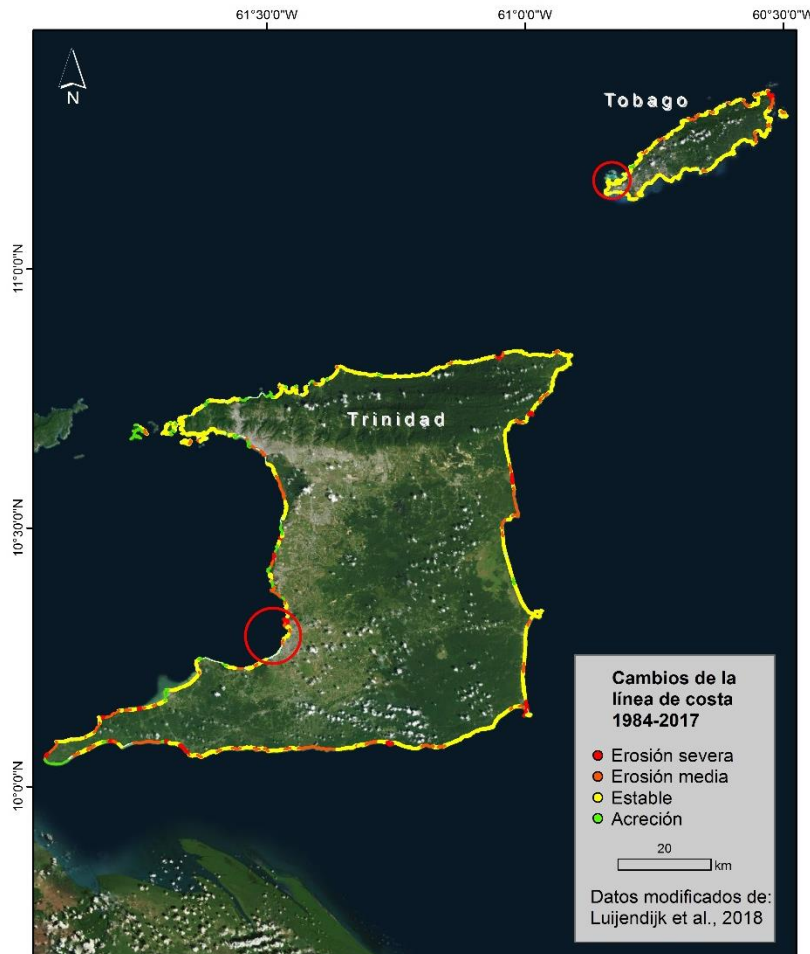 61°30'0"W
61°00'0"W
60°30'0"W
N
Tobago
11°0'0"N
Trinidad
10°30'0"N
10°0'0"N
Cambios de la
línea de costa
1984-2017
Erosión severa
Erosión media
Estable
Acreción
20
km
Datos modificados de:
Luijendijk et al., 2018